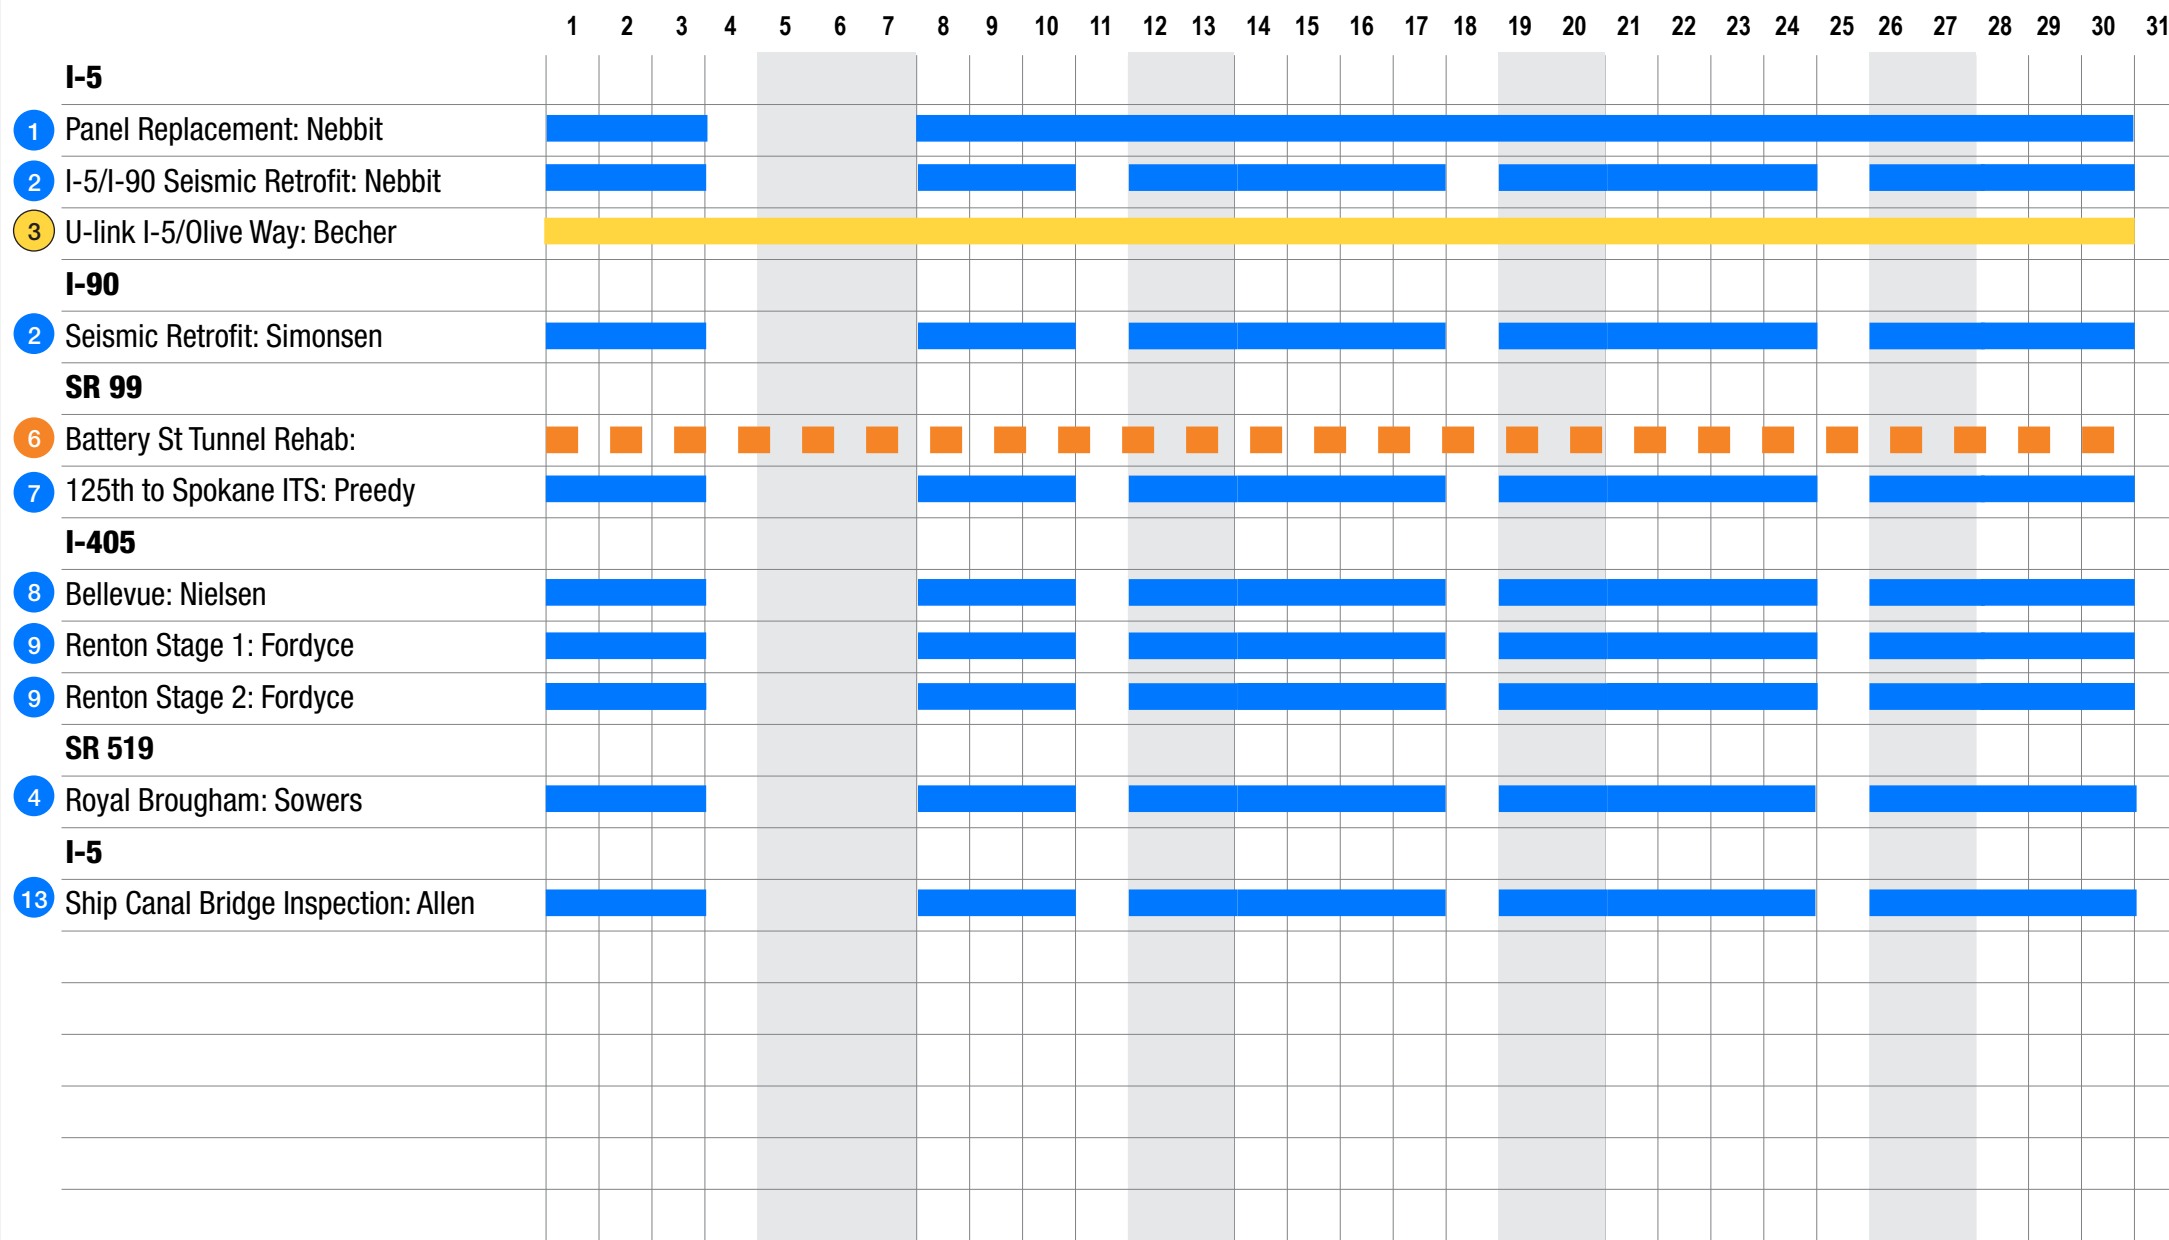 1 2 3 4 5 6 7 8 9 10 11 12 13 14 15 16 17 18 19 20 21 22 23 24 25 26 27 28 29 30 31
I-5
1 Panel Replacement: Nebbit
2 I-5/I-90 Seismic Retrofit: Nebbit
3 U-link I-5/Olive Way: Becher
I-90
2 Seismic Retrofit: Simonsen
SR 99
6 Battery St Tunnel Rehab:
7 125th to Spokane ITS: Preedy
I-405
8 Bellevue: Nielsen
9 Renton Stage 1: Fordyce
9 Renton Stage 2: Fordyce
SR 519
4 Royal Brougham: Sowers
I-5
13 Ship Canal Bridge Inspection: Allen